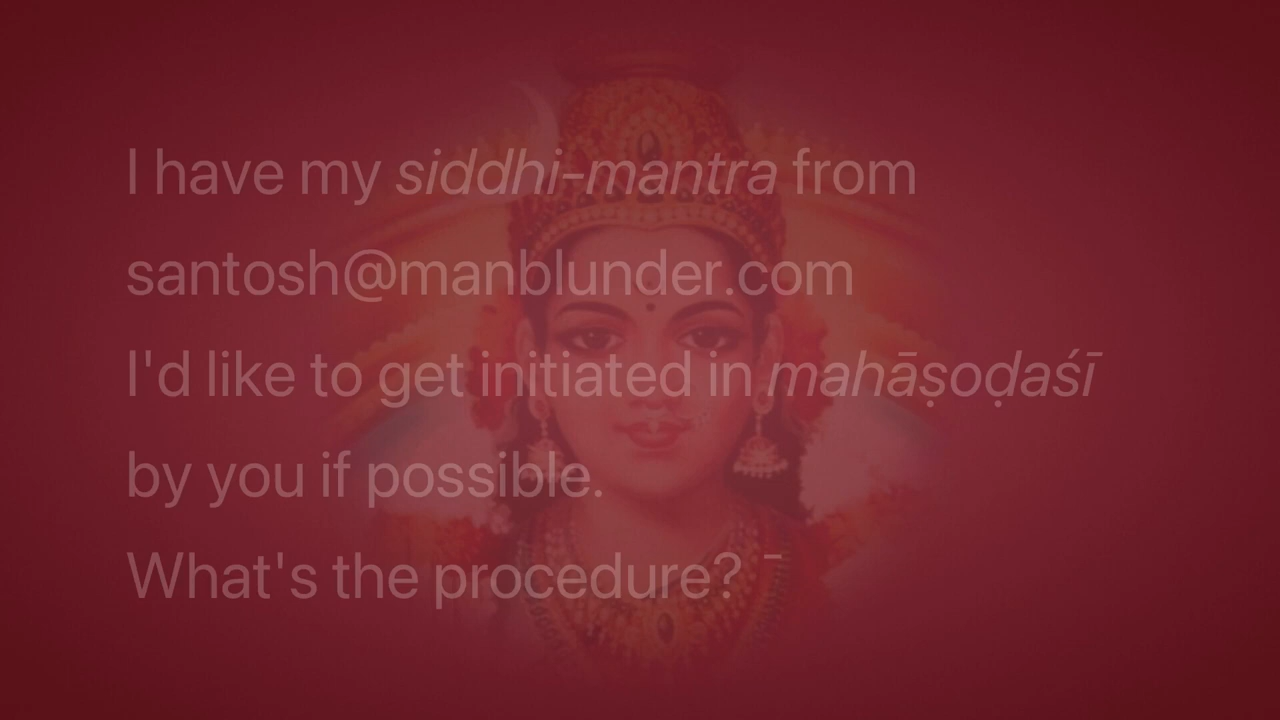 I have my siddhi-mantra from
santosh@manblunder.com
I'd like to get initiated in mahāṣoḍaśī
by you if possible.
What's the procedure? ¯